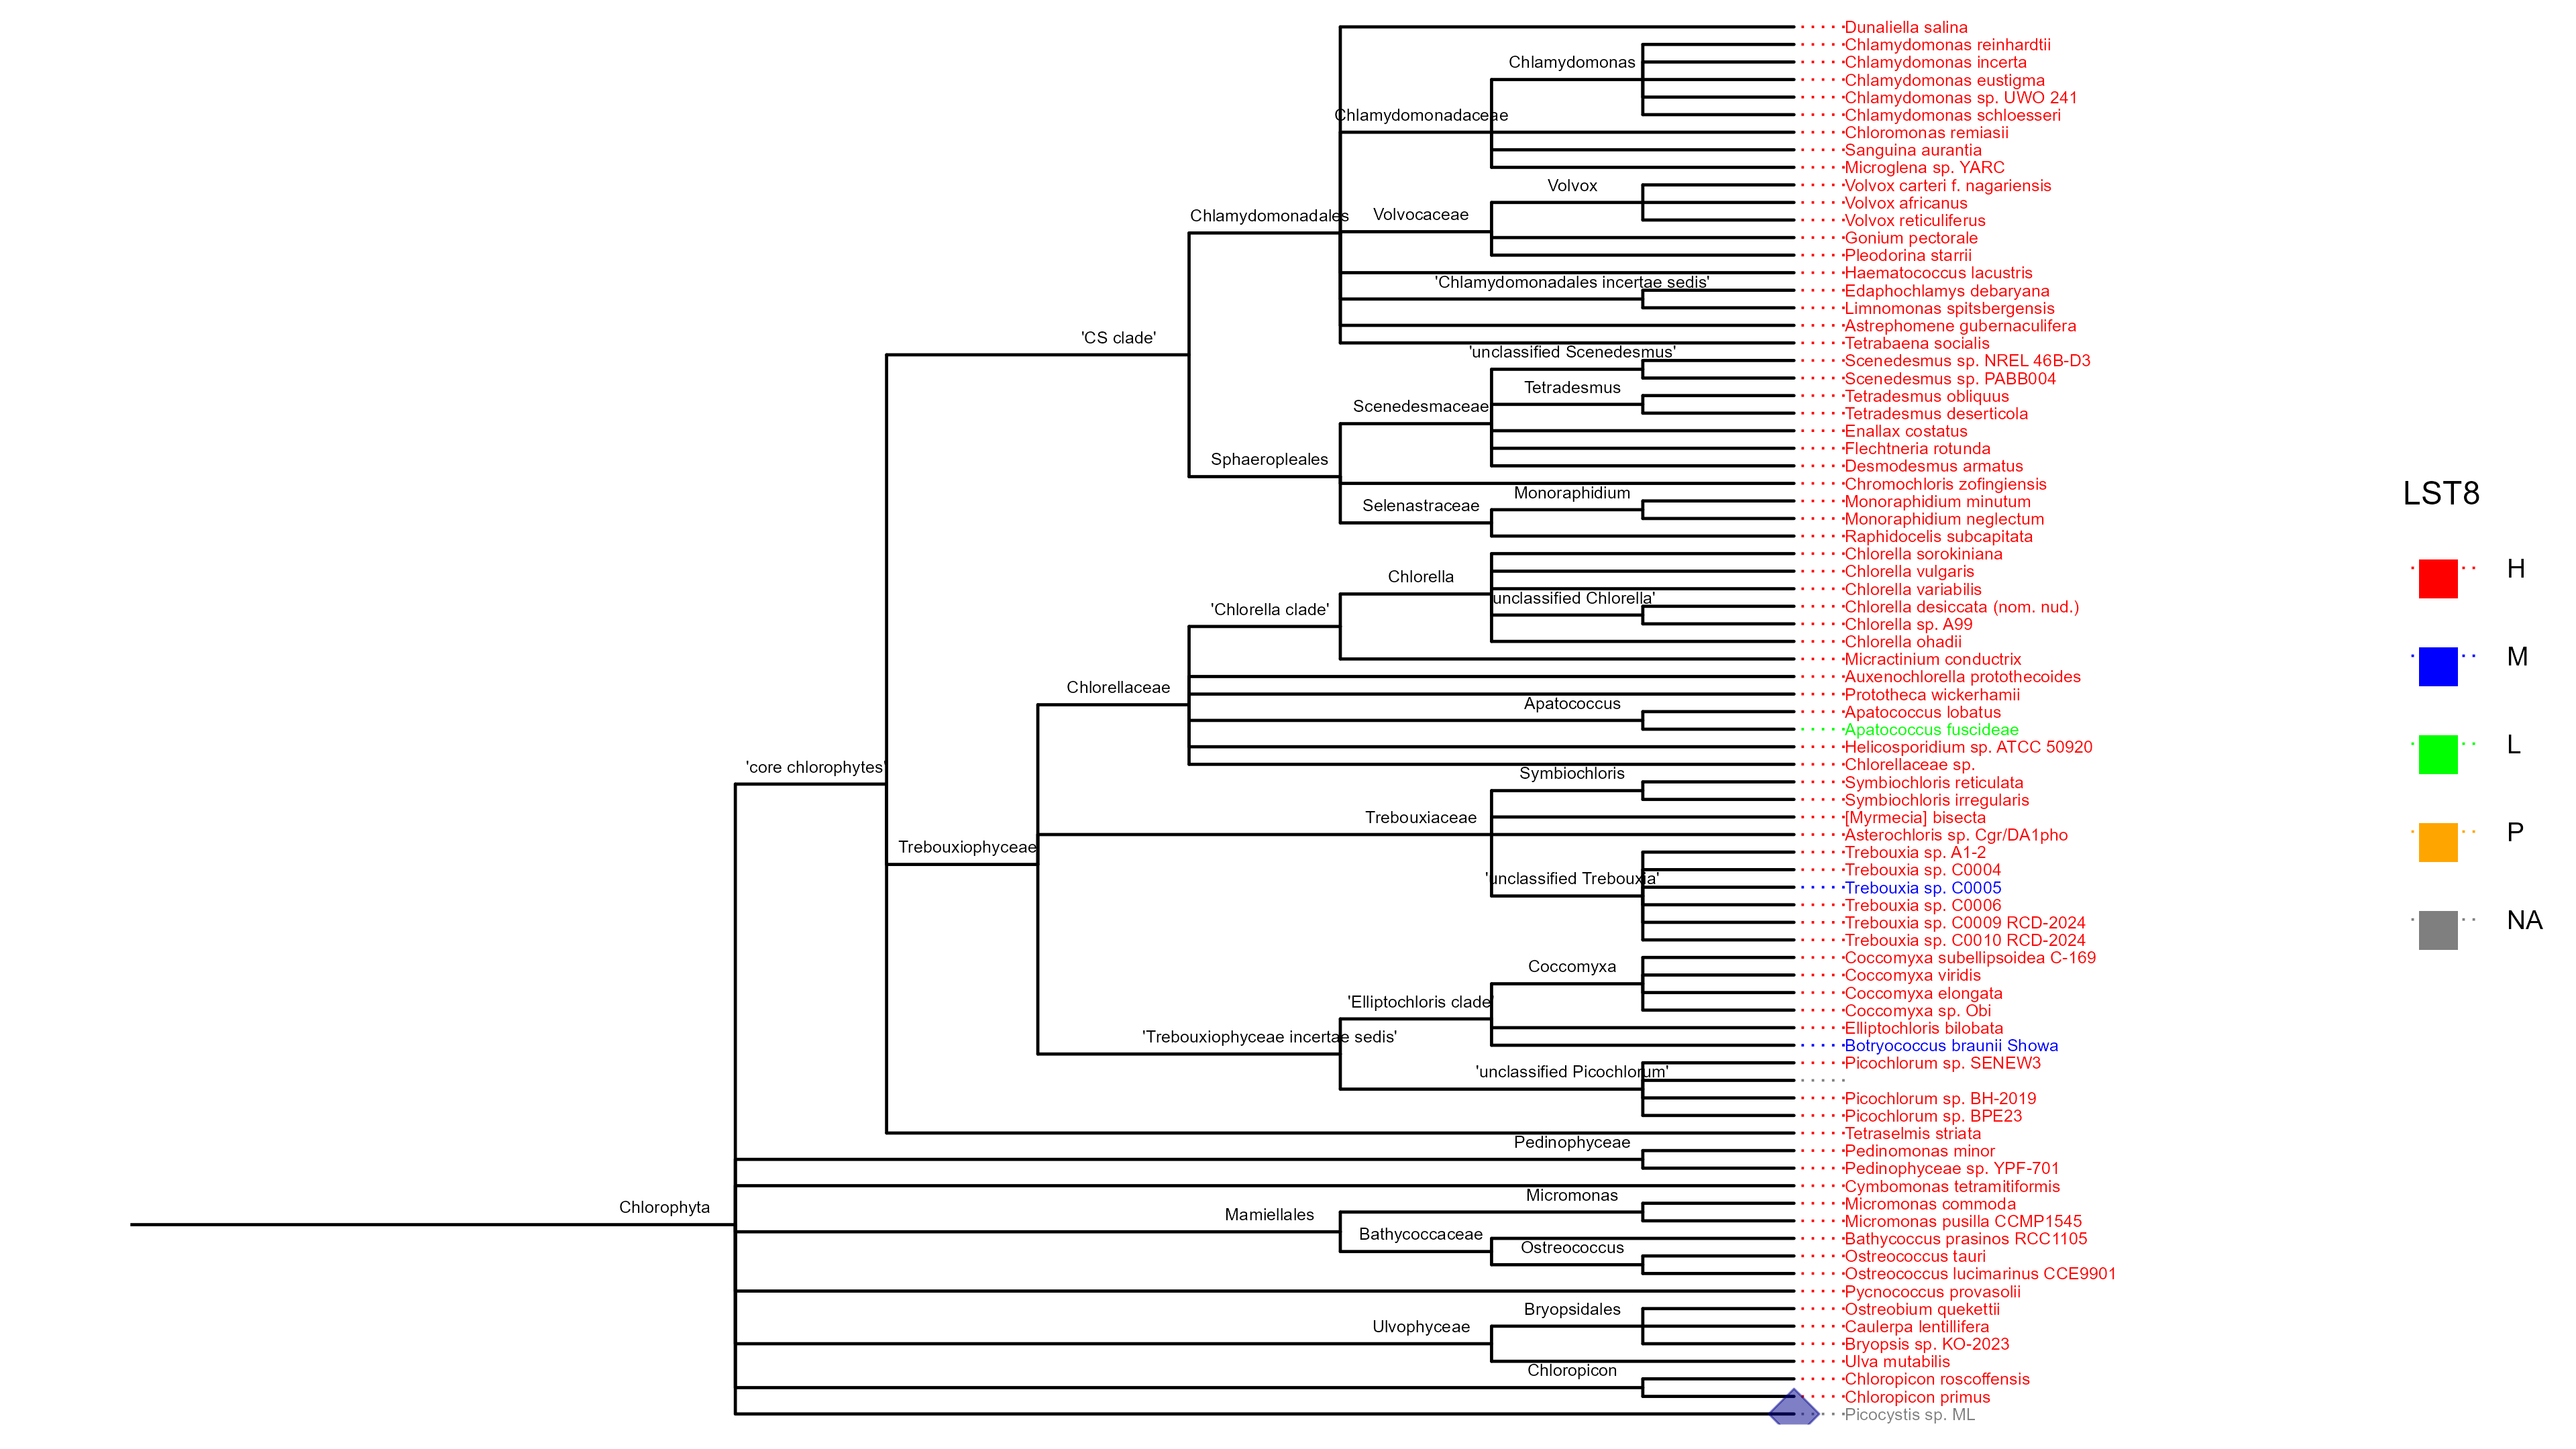 Dunaliella salina
Chlamydomonas reinhardtii
Chlamydomonas
Chlamydomonas incerta
Chlamydomonas eustigma
Chlamydomonas sp. UWO 241
Chlamydomonadaceae
Chlamydomonas schloesseri
Chloromonas remiasii
Sanguina aurantia
Microglena sp. YARC
Volvox
Volvox carteri f. nagariensis
Volvox africanus
Chlamydomonadales
Volvocaceae
Volvox reticuliferus
Gonium pectorale
Pleodorina starrii
Haematococcus lacustris
'Chlamydomonadales incertae sedis'
Edaphochlamys debaryana
Limnomonas spitsbergensis
Astrephomene gubernaculifera
'CS clade'
Tetrabaena socialis
'unclassified Scenedesmus'
Scenedesmus sp. NREL 46B-D3
Scenedesmus sp. PABB004
Tetradesmus
Tetradesmus obliquus
Scenedesmaceae
Tetradesmus deserticola
Enallax costatus
Flechtneria rotunda
Sphaeropleales
Desmodesmus armatus
Chromochloris zofingiensis
Monoraphidium
Monoraphidium minutum
Selenastraceae
Monoraphidium neglectum
Raphidocelis subcapitata
Chlorella sorokiniana
Chlorella
Chlorella vulgaris
Chlorella variabilis
'Chlorella clade'
'unclassified Chlorella'
Chlorella desiccata (nom. nud.)
Chlorella sp. A99
Chlorella ohadii
Micractinium conductrix
Chlorellaceae
Auxenochlorella protothecoides
Prototheca wickerhamii
Apatococcus
Apatococcus lobatus
Apatococcus fuscideae
Helicosporidium sp. ATCC 50920
'core chlorophytes'
Chlorellaceae sp.
Symbiochloris
Symbiochloris reticulata
Symbiochloris irregularis
Trebouxiaceae
[Myrmecia] bisecta
Asterochloris sp. Cgr/DA1pho
Trebouxiophyceae
Trebouxia sp. A1-2
Trebouxia sp. C0004
'unclassified Trebouxia'
Trebouxia sp. C0005
Trebouxia sp. C0006
Trebouxia sp. C0009 RCD-2024
Trebouxia sp. C0010 RCD-2024
Coccomyxa
Coccomyxa subellipsoidea C-169
Coccomyxa viridis
'Elliptochloris clade'
Coccomyxa elongata
Coccomyxa sp. Obi
'Trebouxiophyceae incertae sedis'
Elliptochloris bilobata
Botryococcus braunii Showa
'unclassified Picochlorum'
Picochlorum sp. SENEW3
Picochlorum sp. BH-2019
Picochlorum sp. BPE23
Tetraselmis striata
Pedinophyceae
Pedinomonas minor
Pedinophyceae sp. YPF-701
Cymbomonas tetramitiformis
Chlorophyta
Micromonas
Micromonas commoda
Mamiellales
Micromonas pusilla CCMP1545
Bathycoccaceae
Bathycoccus prasinos RCC1105
Ostreococcus
Ostreococcus tauri
Ostreococcus lucimarinus CCE9901
Pycnococcus provasolii
Bryopsidales
Ostreobium quekettii
Ulvophyceae
Caulerpa lentillifera
Bryopsis sp. KO-2023
Ulva mutabilis
Chloropicon
Chloropicon roscoffensis
Chloropicon primus
Picocystis sp. ML
LST8
H
M
L
P
NA